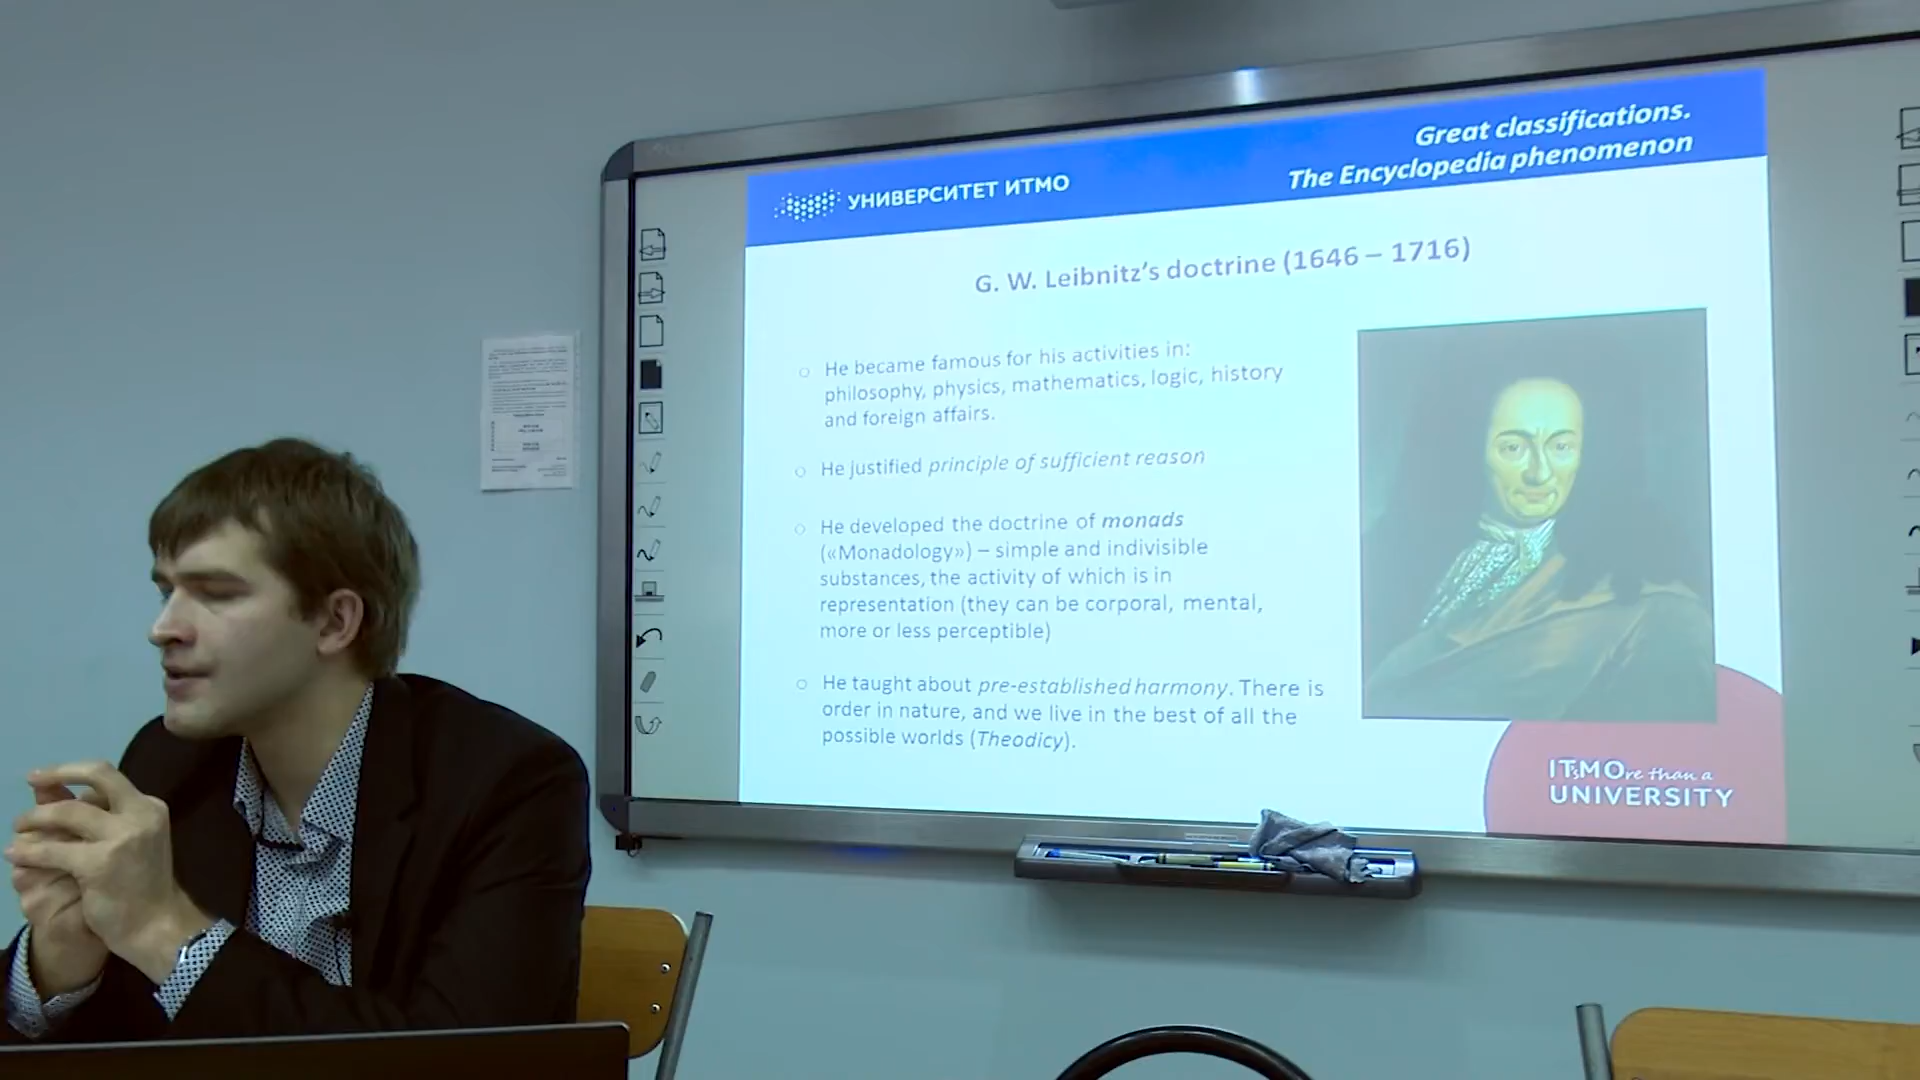 Great classifications.
The Encyclopedia phenomenon
УНИВЕРСИТЕТ ИТМО
G. W. Leibnitz's doctrine (1646 – 1716)
○ He became famous for his activities in:
philosophy, physics, mathematics, logic, history
and foreign affairs.
○ He justified principle of sufficient reason
○ He developed the doctrine of monads
(«Monadology») – simple and indivisible
substances, the activity of which is in
representation (they can be corporal, mental,
more or less perceptible)
○ He taught about pre-established harmony. There is
order in nature, and we live in the best of all the
possible worlds (Theodicy).
ITsMOre than a
UNIVERSITY